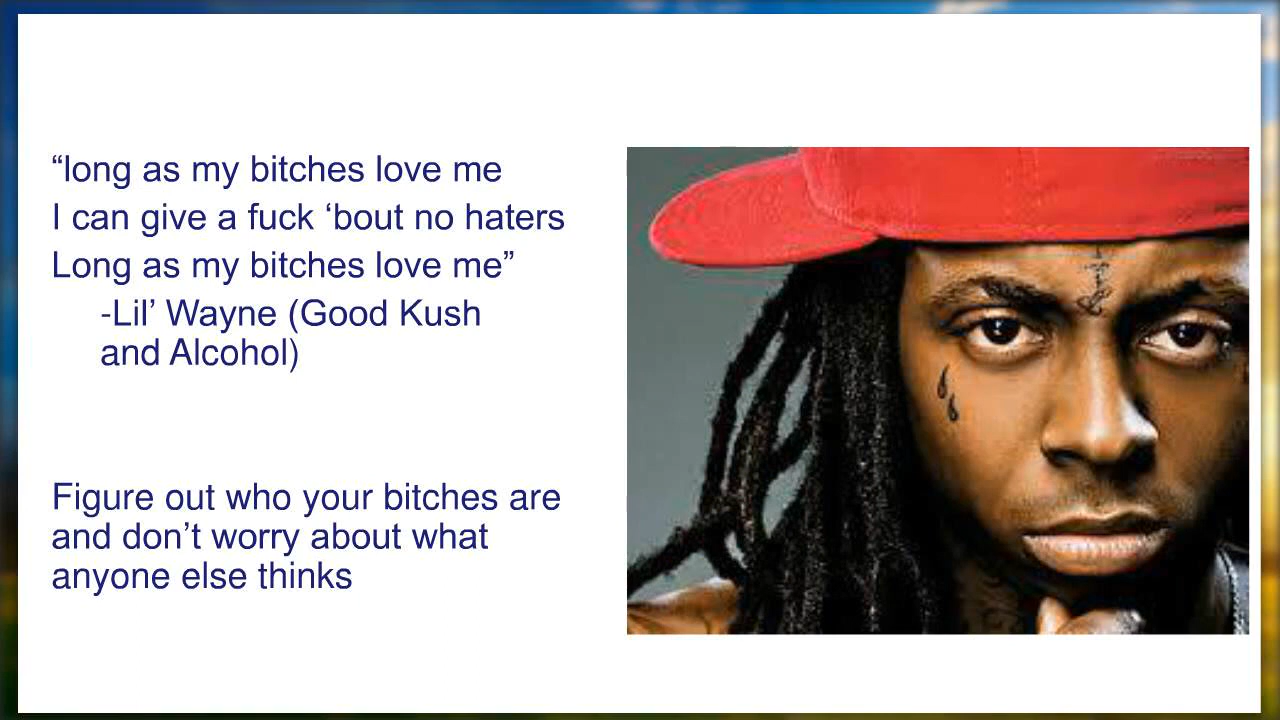 “long as my bitches love me
I can give a fuck ‘bout no haters
Long as my bitches love me”
-Lil’ Wayne (Good Kush
and Alcohol)
Figure out who your bitches are
and don’t worry about what
anyone else thinks